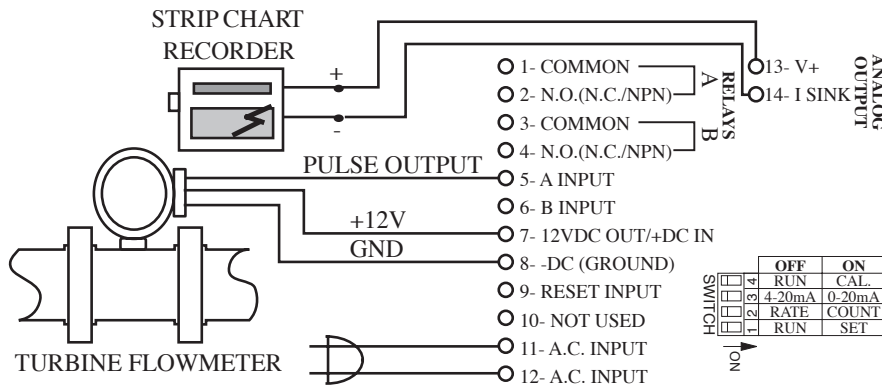 STRIP CHART
RECORDER
+
-
PULSE OUTPUT
+12V
GND
TURBINE FLOWMETER
1- COMMON
2- N.O.(N.C./NPN)
3- COMMON
4- N.O.(N.C./NPN)
5- A INPUT
6- B INPUT
7- 12VDC OUT/+DC IN
8- -DC (GROUND)
9- RESET INPUT
10- NOT USED
11- A.C. INPUT
12- A.C. INPUT
A
B
RELAYS
13- V+
14- I SINK
ANALOG
OUTPUT
SWITCH
OFF ON
4 RUN CAL.
3 4-20mA 0-20mA
2 RATE COUNT
1 RUN SET
ON